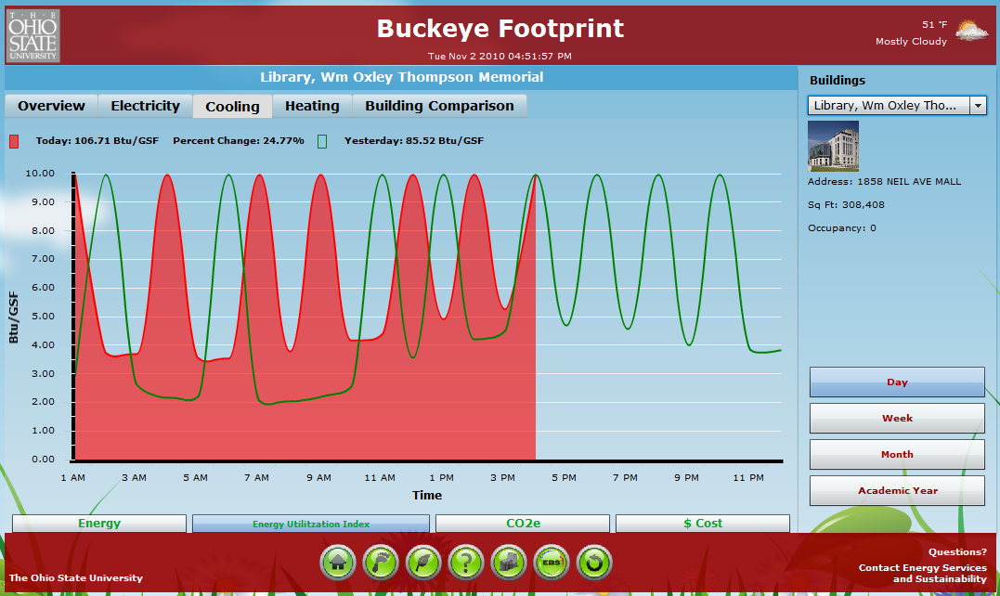 T·H·E
OHIO
STATE
UNIVERSITY
Buckeye Footprint
Tue Nov 2 2010 04:51:57 PM
51 °F
Mostly Cloudy
Library, Wm Oxley Thompson Memorial
Overview
Electricity
Cooling
Heating
Building Comparison
Today: 106.71 Btu/GSF Percent Change: 24.77% Yesterday: 85.52 Btu/GSF
Btu/GSF
10.00
9.00
8.00
7.00
6.00
5.00
4.00
3.00
2.00
1.00
0.00
1 AM 3 AM 5 AM 7 AM 9 AM 11 AM 1 PM 3 PM 5 PM 7 PM 9 PM 11 PM
Time
Energy
Energy Utilitzation Index
CO2e
$ Cost
Buildings
Library, Wm Oxley Tho...
Address: 1858 NEIL AVE MALL
Sq Ft: 308,408
Occupancy: 0
Day
Week
Month
Academic Year
The Ohio State University
?
EBS
Questions?
Contact Energy Services
and Sustainability